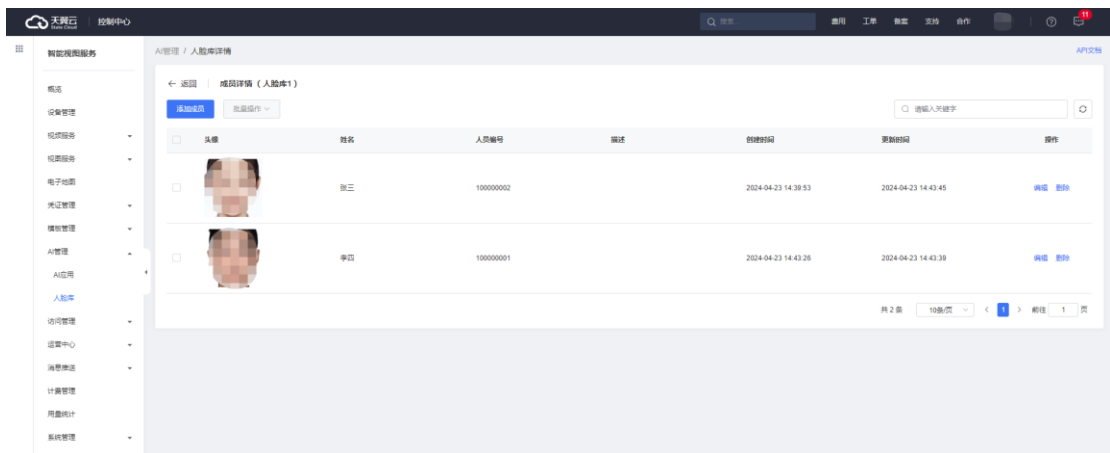 天翼云 控制中心 搜索... 费用 工单 备案 支持 合作 11
State Cloud
智能视图服务
AI管理 / 人脸库详情 API文档
概览
设备管理
视频服务
视图服务
电子地图
凭证管理
模板管理
AI管理
AI应用
人脸库
访问管理
运营中心
消息推送
计费管理
用量统计
系统管理
← 返回 成员详情(人脸库1)
添加成员 批量操作 请输入关键字
头像 姓名 人员编号 描述 创建时间 更新时间 操作
张三 100000002 2024-04-23 14:39:53 2024-04-23 14:43:45 编辑 删除
李四 100000001 2024-04-23 14:43:26 2024-04-23 14:43:39 编辑 删除
共 2 条 10条/页 < 1 > 前往 1 页